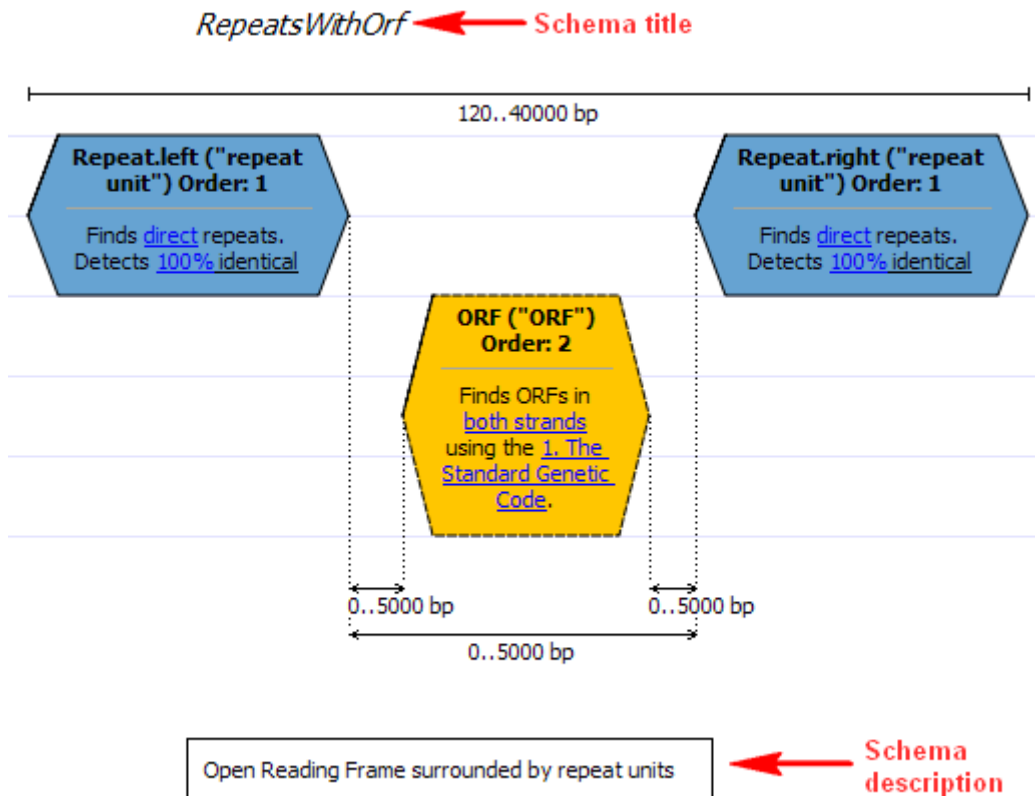 RepeatsWithOrf
Schema title
120..40000 bp
Repeat.left ("repeat
unit") Order: 1
Finds direct repeats.
Detects 100% identical
Repeat.right ("repeat
unit") Order: 1
Finds direct repeats.
Detects 100% identical
ORF ("ORF")
Order: 2
Finds ORFs in
both strands
using the 1. The
Standard Genetic
Code.
0..5000 bp
0..5000 bp
0..5000 bp
Open Reading Frame surrounded by repeat units
Schema
description